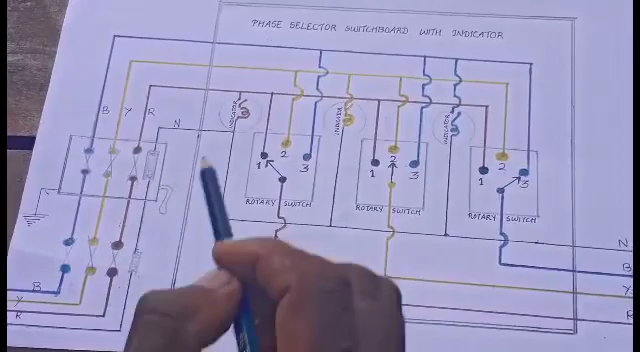 PHASE SELECTOR SWITCHBOARD WITH INDICATOR
B Y R N
INDICATOR INDICATOR INDICATOR
1 2 3
1 2 3
1 2 3
ROTARY SWITCH
ROTARY SWITCH
ROTARY SWITCH
N
B
Y
R
B
Y
R